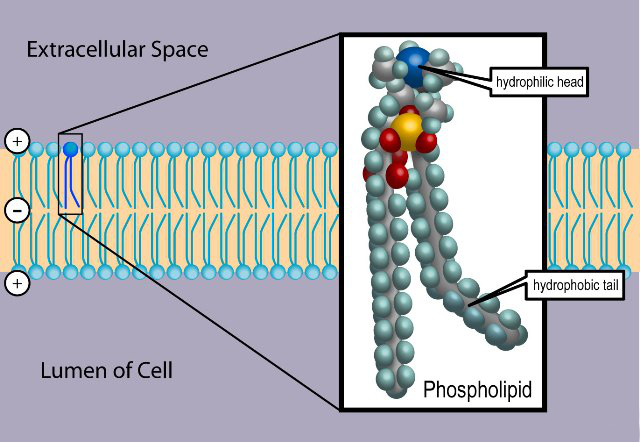 Extracellular Space
hydrophilic head
+
−
+
hydrophobic tail
Lumen of Cell
Phospholipid